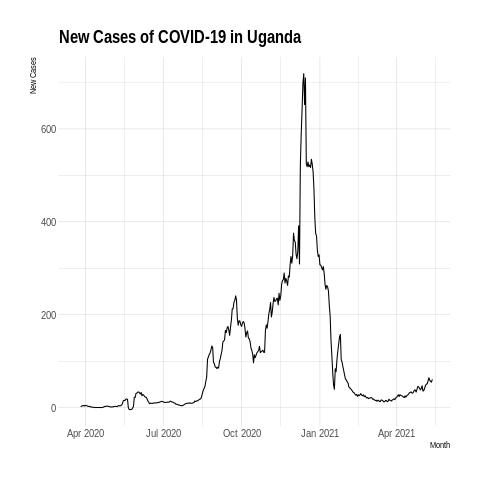 New Cases of COVID-19 in Uganda
New Cases
600
400
200
0
Apr 2020 Jul 2020 Oct 2020 Jan 2021 Apr 2021
Month